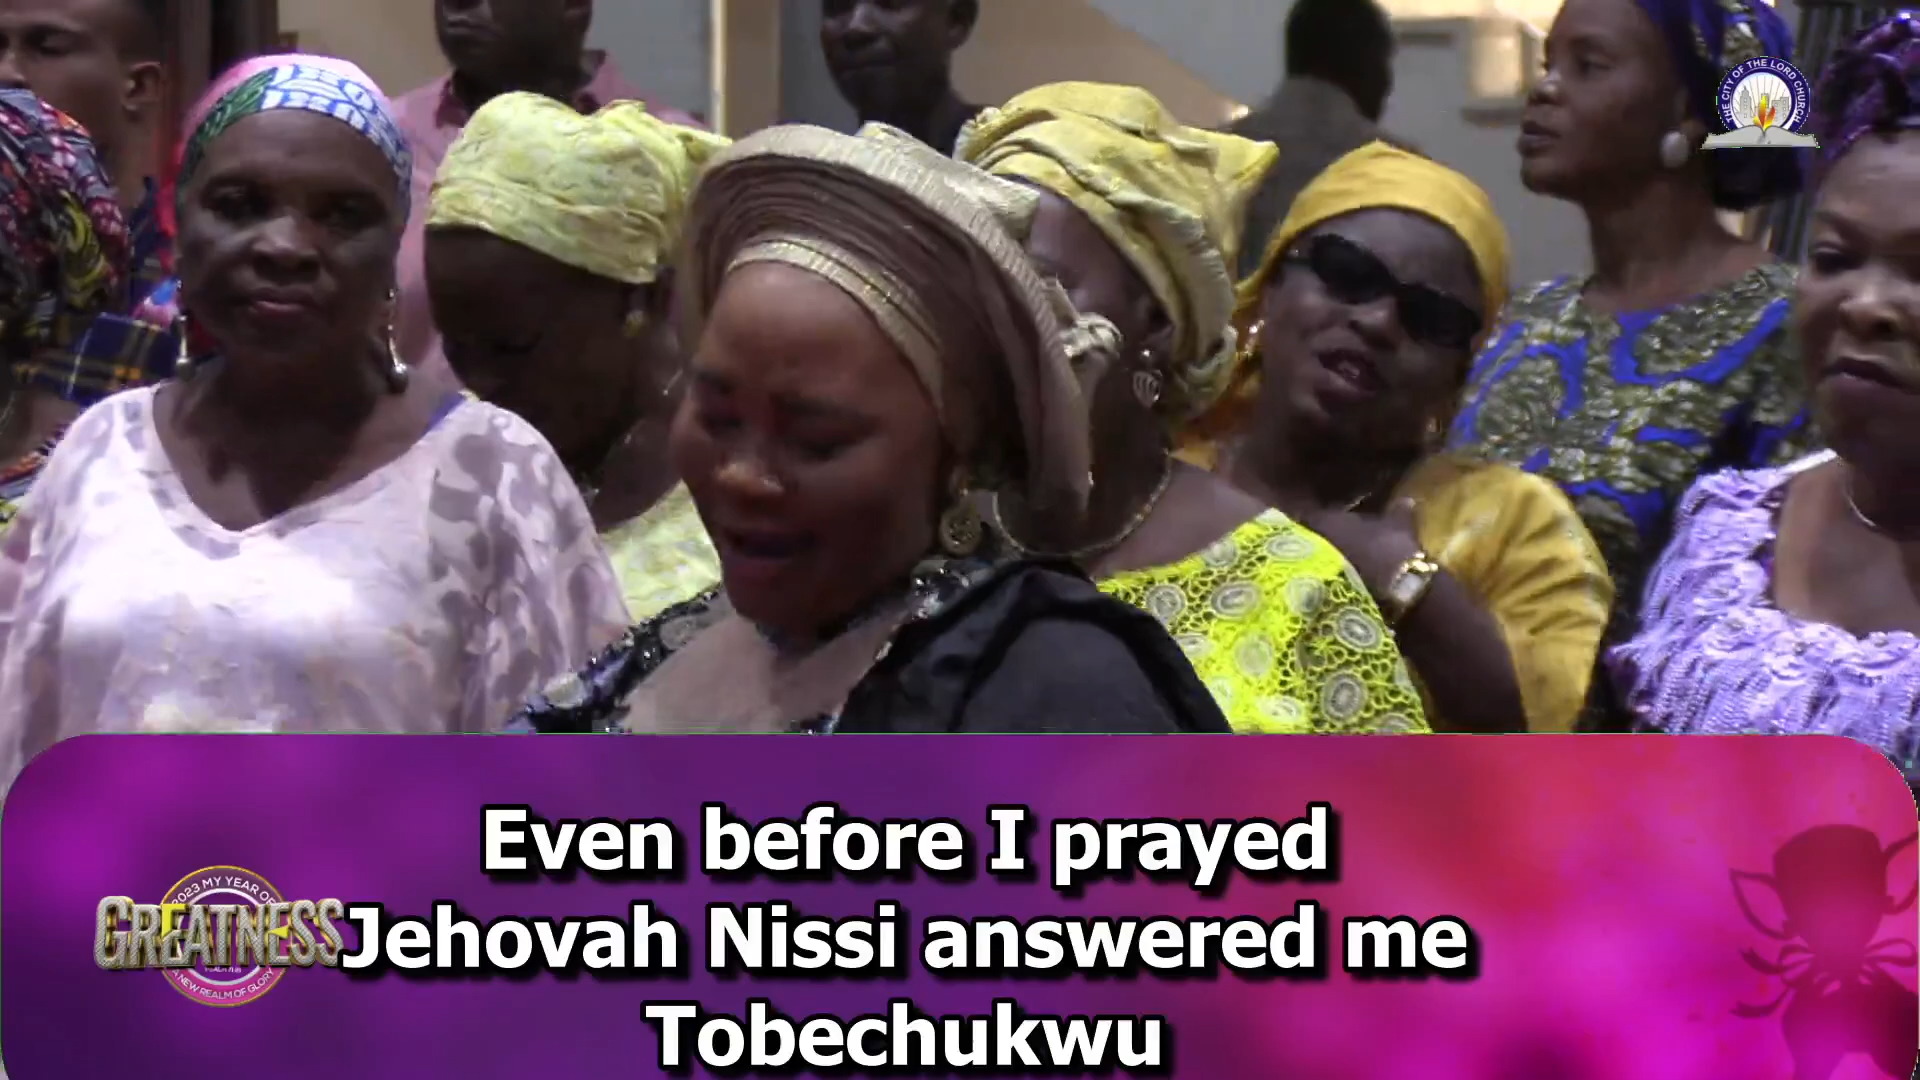 THE CITY OF THE LORD CHURCH
Even before I prayed
Jehovah Nissi answered me
Tobechukwu
2023 MY YEAR OF
GREATNESS
A NEW REALM OF GLORY